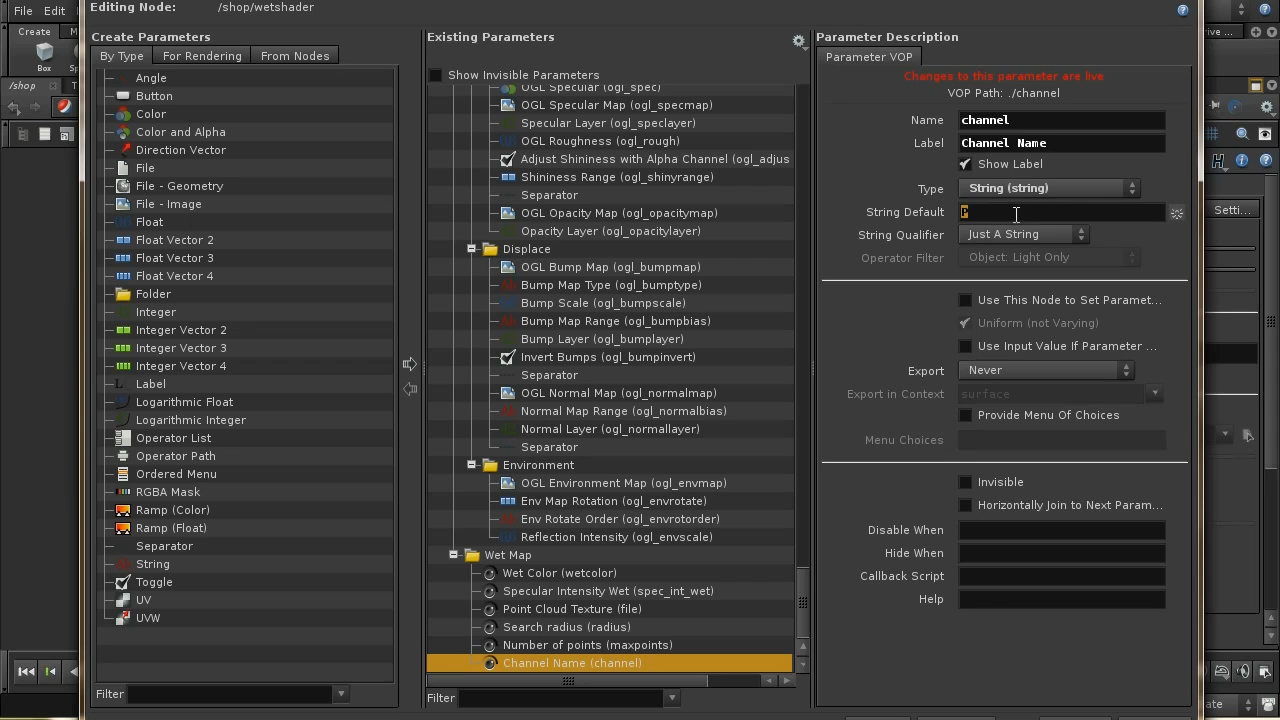 Editing Node: /shop/wetshader
File Edit
Create
Box
/shop
Create Parameters
By Type For Rendering From Nodes
Angle
Button
Color
Color and Alpha
Direction Vector
File
File - Geometry
File - Image
Float
Float Vector 2
Float Vector 3
Float Vector 4
Folder
Integer
Integer Vector 2
Integer Vector 3
Integer Vector 4
Label
Logarithmic Float
Logarithmic Integer
Operator List
Operator Path
Ordered Menu
RGBA Mask
Ramp (Color)
Ramp (Float)
Separator
String
Toggle
UV
UVW
Filter
Existing Parameters
Show Invisible Parameters
OGL Specular (ogl_spec)
OGL Specular Map (ogl_specmap)
Specular Layer (ogl_speclayer)
OGL Roughness (ogl_rough)
Adjust Shininess with Alpha Channel (ogl_adjus
Shininess Range (ogl_shinyrange)
Separator
OGL Opacity Map (ogl_opacitymap)
Opacity Layer (ogl_opacitylayer)
Displace
OGL Bump Map (ogl_bumpmap)
Bump Map Type (ogl_bumptype)
Bump Scale (ogl_bumpscale)
Bump Map Range (ogl_bumpbias)
Bump Layer (ogl_bumplayer)
Invert Bumps (ogl_bumpinvert)
Separator
OGL Normal Map (ogl_normalmap)
Normal Map Range (ogl_normalbias)
Normal Layer (ogl_normallayer)
Separator
Environment
OGL Environment Map (ogl_envmap)
Env Map Rotation (ogl_envrotate)
Env Rotate Order (ogl_envrotorder)
Reflection Intensity (ogl_envscale)
Wet Map
Wet Color (wetcolor)
Specular Intensity Wet (spec_int_wet)
Point Cloud Texture (file)
Search radius (radius)
Number of points (maxpoints)
Channel Name (channel)
Filter
Parameter Description
Parameter VOP
Changes to this parameter are live
VOP Path: ./channel
Name channel
Label Channel Name
Show Label
Type String (string)
String Default
String Qualifier Just A String
Operator Filter Object: Light Only
Use This Node to Set Paramet...
Uniform (not Varying)
Use Input Value If Parameter ...
Export Never
Export in Context surface
Provide Menu Of Choices
Menu Choices
Invisible
Horizontally Join to Next Param...
Disable When
Hide When
Callback Script
Help
Setti...